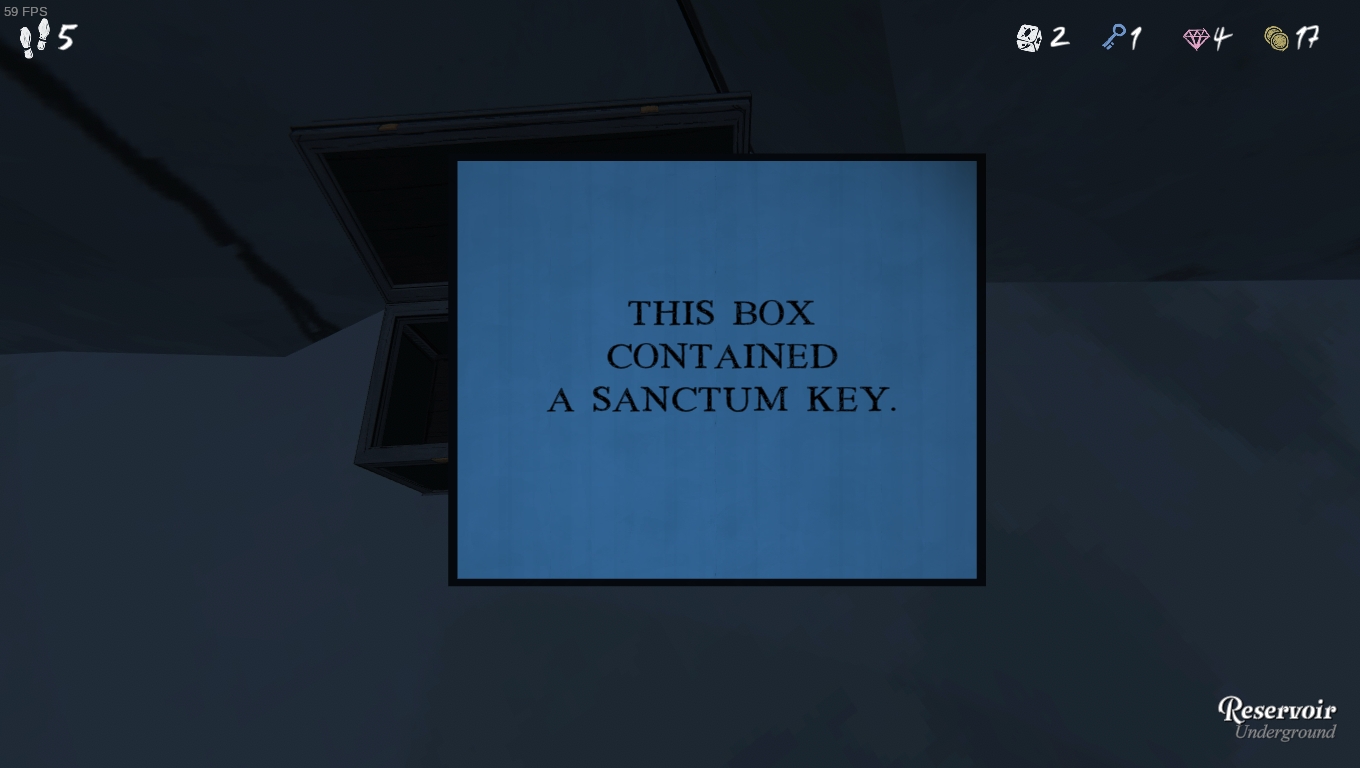 59 FPS
5
2
1
4
17
THIS BOX
CONTAINED
A SANCTUM KEY.
Reservoir
Underground